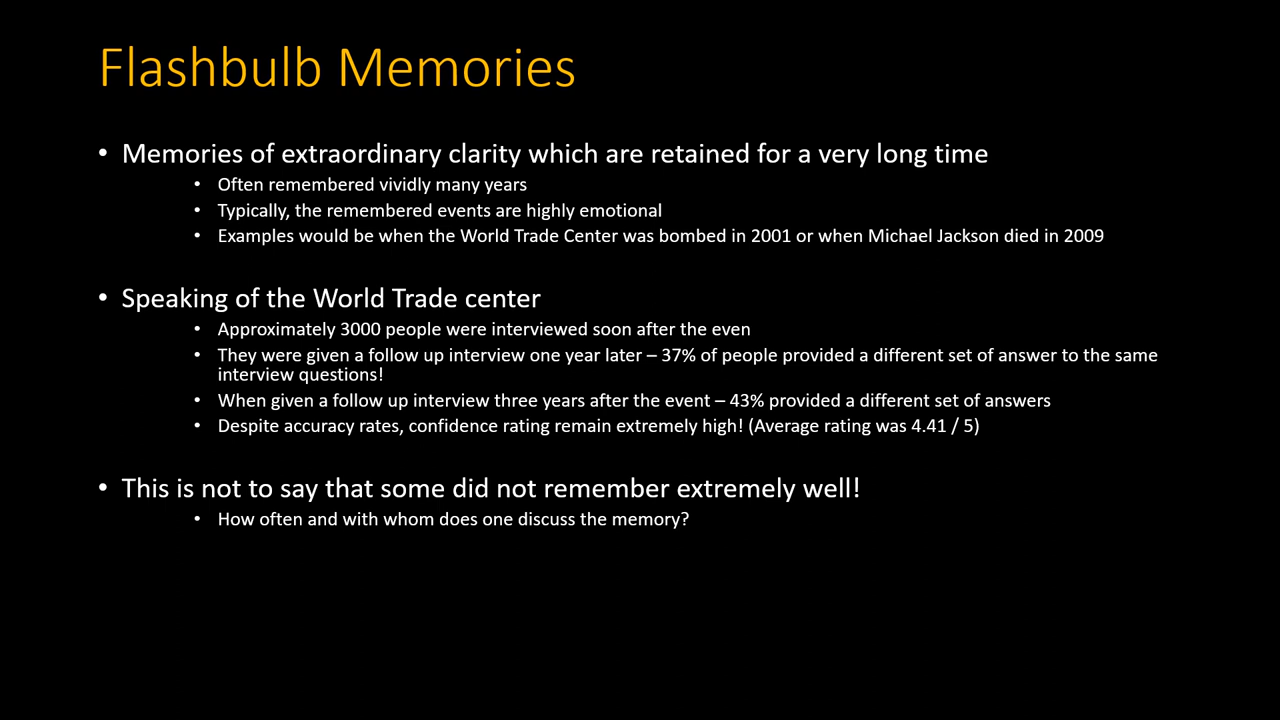 Flashbulb Memories
• Memories of extraordinary clarity which are retained for a very long time
• Often remembered vividly many years
• Typically, the remembered events are highly emotional
• Examples would be when the World Trade Center was bombed in 2001 or when Michael Jackson died in 2009
• Speaking of the World Trade center
• Approximately 3000 people were interviewed soon after the even
• They were given a follow up interview one year later – 37% of people provided a different set of answer to the same
interview questions!
• When given a follow up interview three years after the event – 43% provided a different set of answers
• Despite accuracy rates, confidence rating remain extremely high! (Average rating was 4.41 / 5)
• This is not to say that some did not remember extremely well!
• How often and with whom does one discuss the memory?